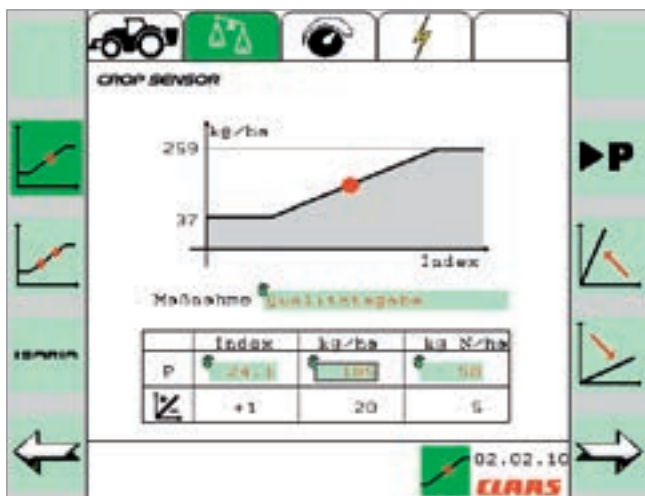 CROP SENSOR
kg/ha
259
37
Index
Maßnahme Qualitätsgabe
Index kg/ha kg N/ha
P 24.1 185 50
+1 20 5
P
ISARIA
02.02.10
CLAAS